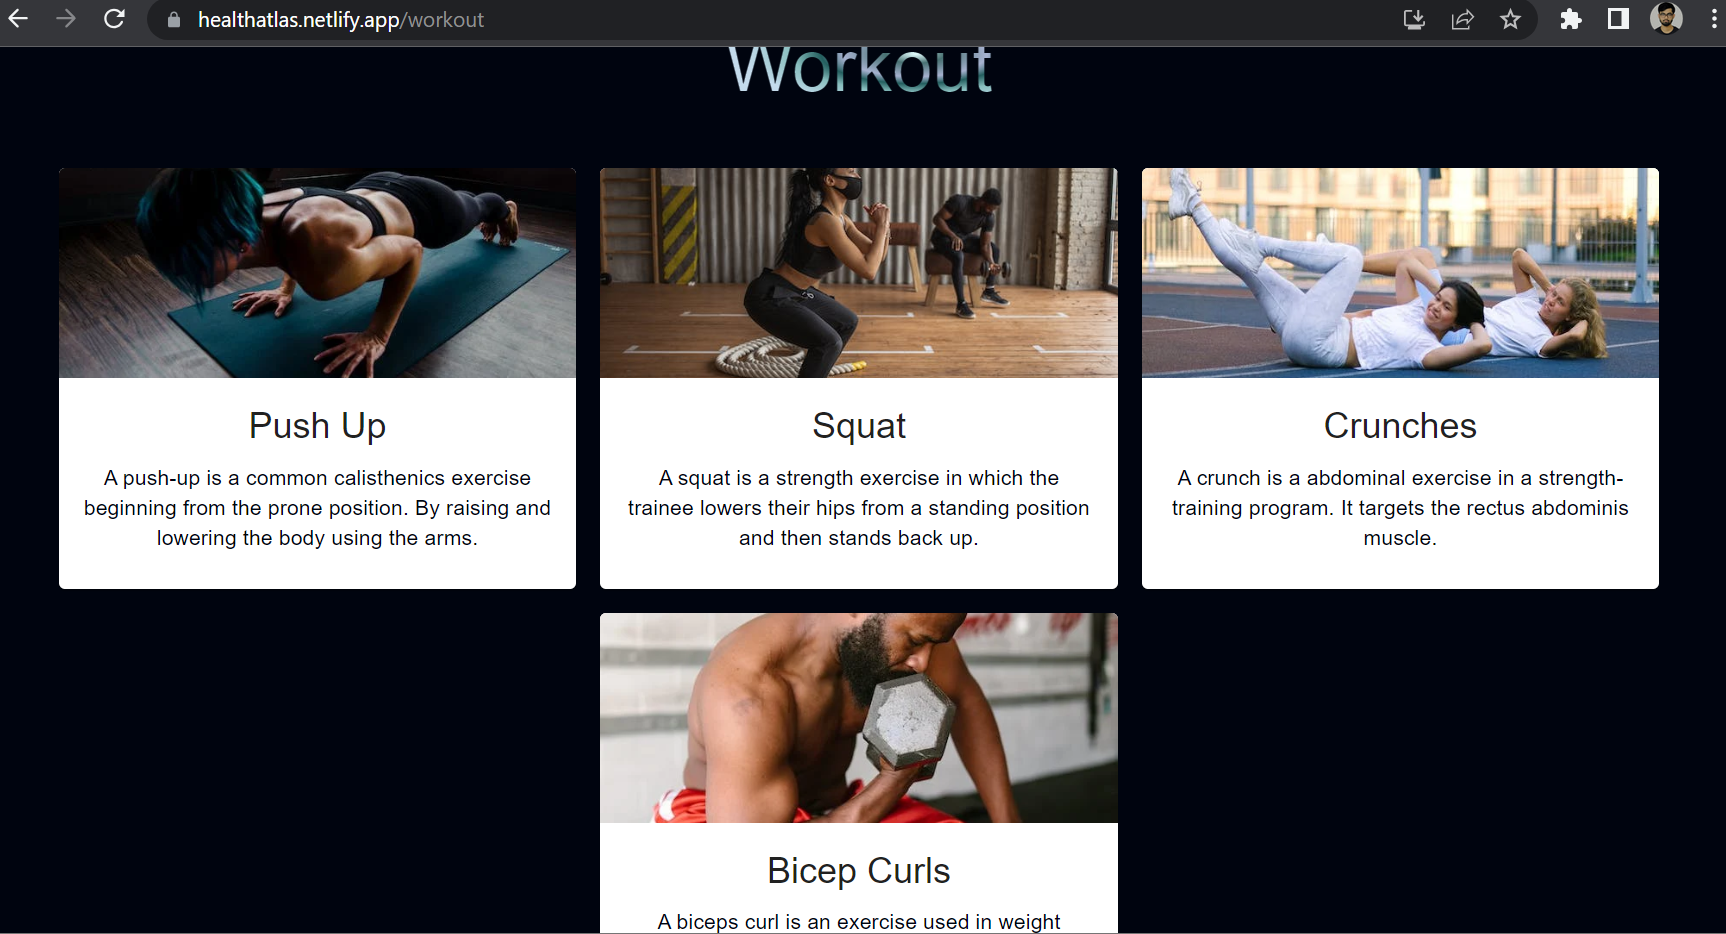 healthatlas.netlify.app/workout
Workout
Push Up
A push-up is a common calisthenics exercise
beginning from the prone position. By raising and
lowering the body using the arms.
Squat
A squat is a strength exercise in which the
trainee lowers their hips from a standing position
and then stands back up.
Crunches
A crunch is a abdominal exercise in a strength-
training program. It targets the rectus abdominis
muscle.
Bicep Curls
A biceps curl is an exercise used in weight